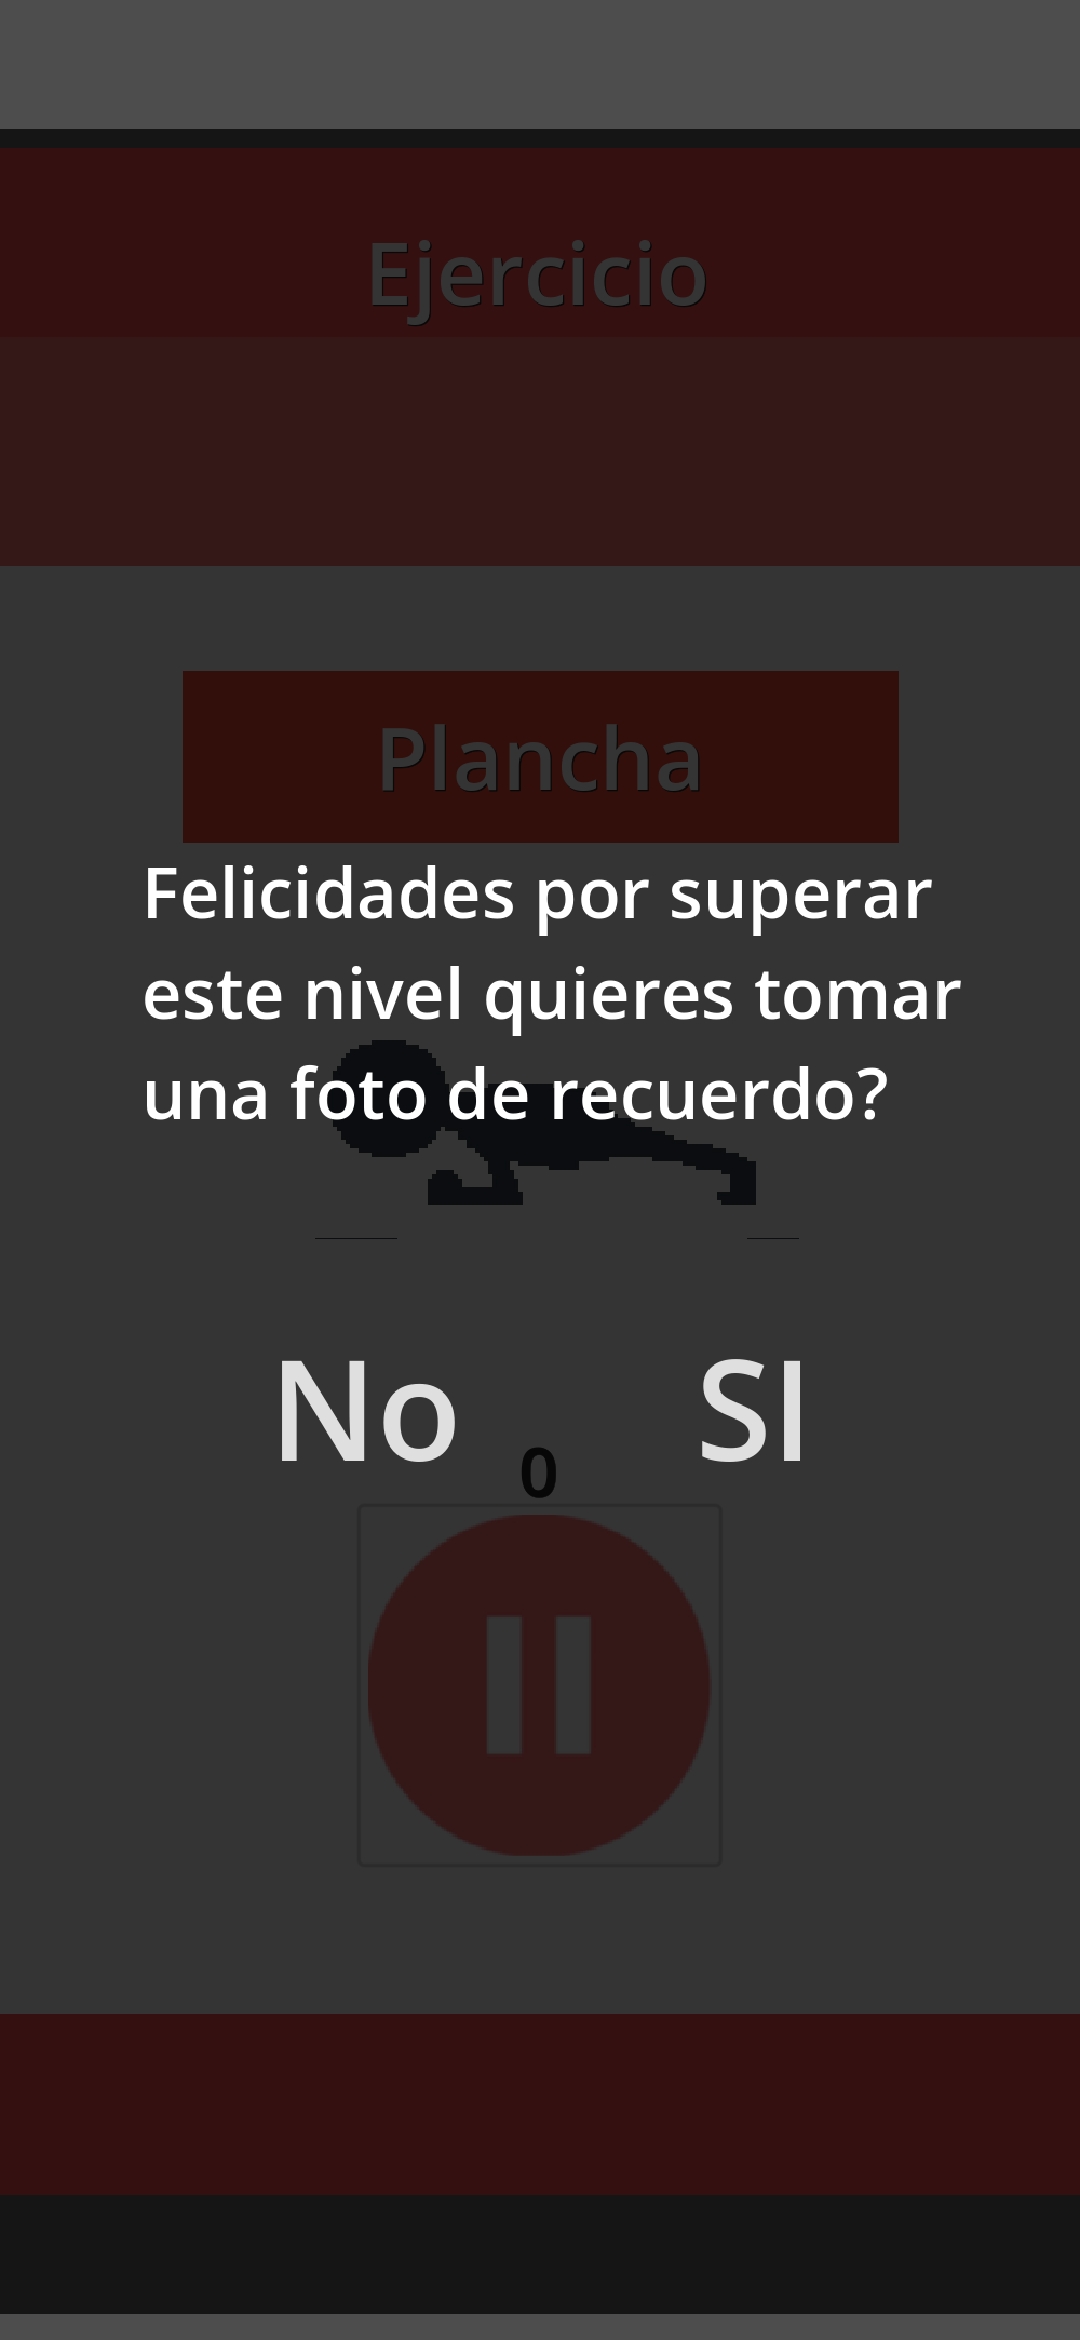 Ejercicio
Plancha
Felicidades por superar
este nivel quieres tomar
una foto de recuerdo?
No SI
0